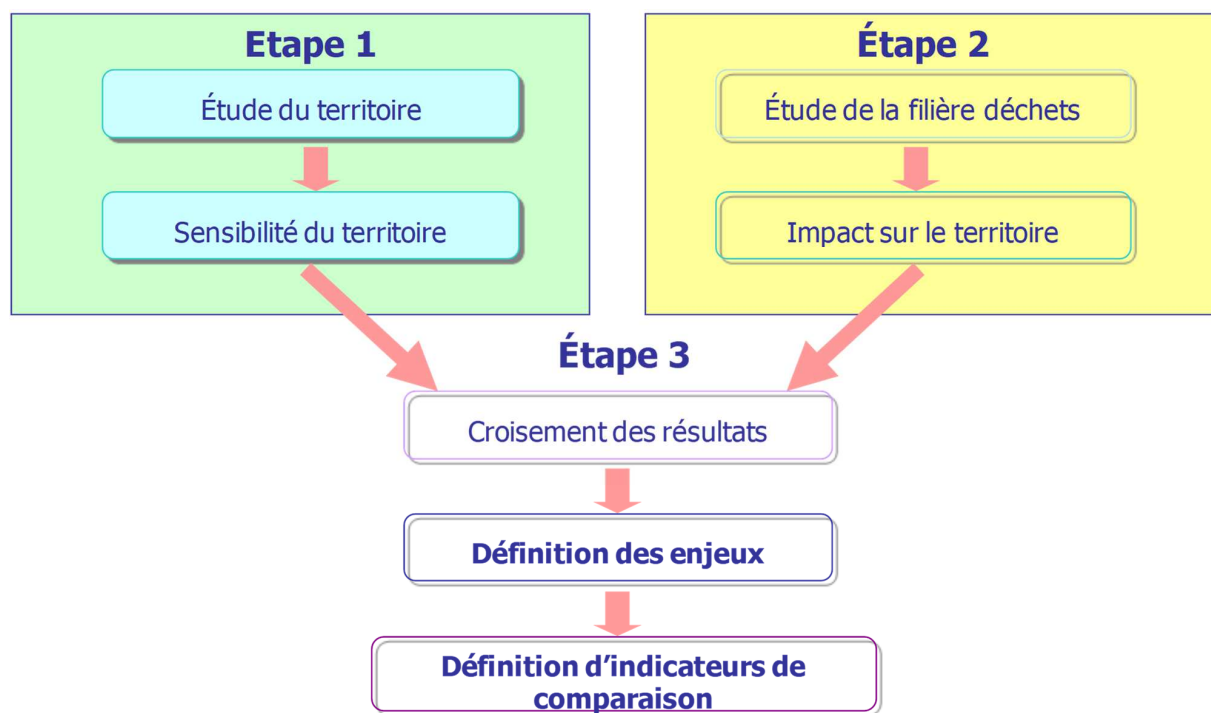 Etape 1
Étude du territoire
Sensibilité du territoire
Étape 2
Étude de la filière déchets
Impact sur le territoire
Étape 3
Croisement des résultats
Définition des enjeux
Définition d’indicateurs de
comparaison